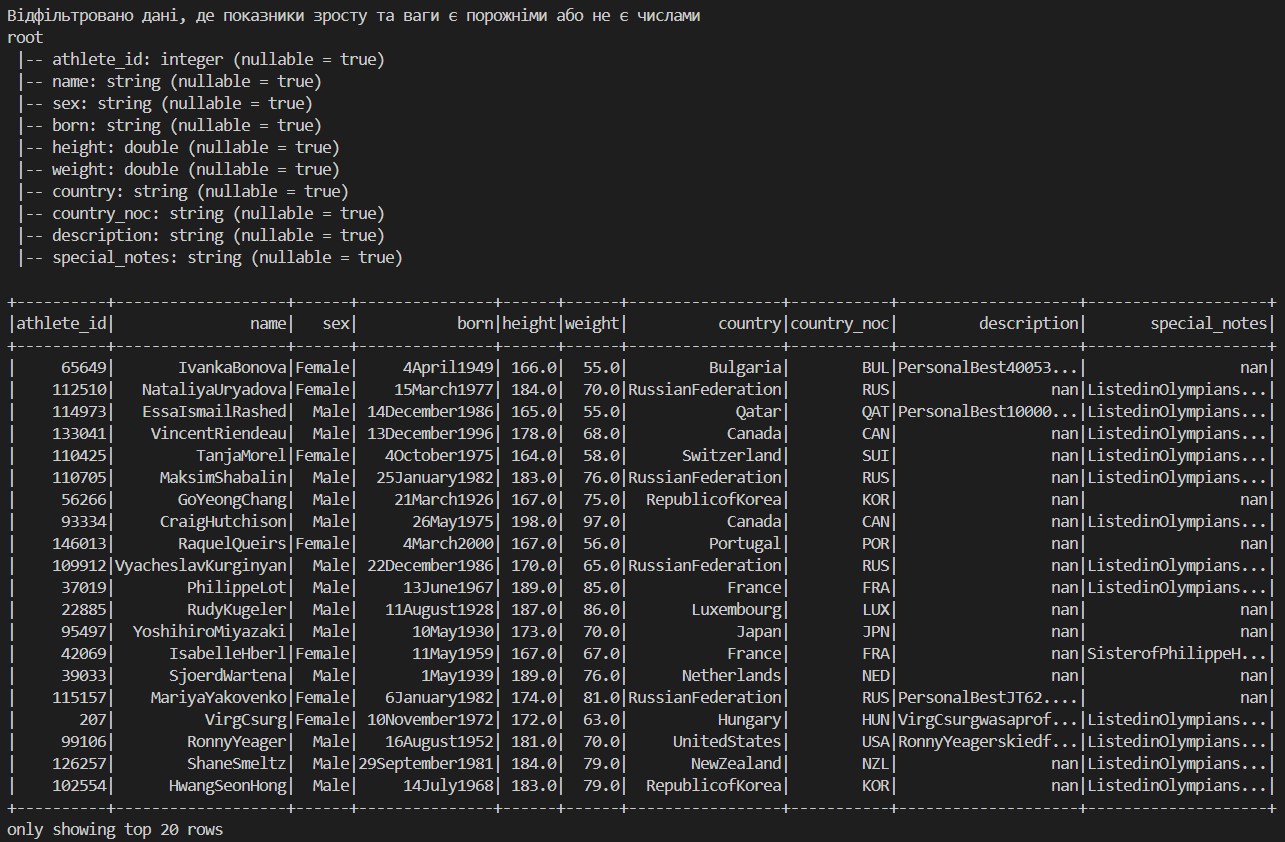 Відфільтровано дані, де показники зросту та ваги є порожніми або не є числами
root
 |-- athlete_id: integer (nullable = true)
 |-- name: string (nullable = true)
 |-- sex: string (nullable = true)
 |-- born: string (nullable = true)
 |-- height: double (nullable = true)
 |-- weight: double (nullable = true)
 |-- country: string (nullable = true)
 |-- country_noc: string (nullable = true)
 |-- description: string (nullable = true)
 |-- special_notes: string (nullable = true)

+----------+--------------------+------+---------------+------+------+------------------+-----------+--------------------+--------------------+
|athlete_id|                name|   sex|           born|height|weight|           country|country_noc|         description|       special_notes|
+----------+--------------------+------+---------------+------+------+------------------+-----------+--------------------+--------------------+
|     65649|        IvankaBonova|Female|     4April1949| 166.0|  55.0|          Bulgaria|        BUL|PersonalBest40053...|                 nan|
|    112510|    NataliyaUryadova|Female|    15March1977| 184.0|  70.0| RussianFederation|        RUS|                 nan|ListedinOlympians...|
|    114973|    EssaIsmailRashed|  Male| 14December1986| 165.0|  55.0|             Qatar|        QAT|PersonalBest10000...|ListedinOlympians...|
|    133041|     VincentRiendeau|  Male| 13December1996| 178.0|  68.0|            Canada|        CAN|                 nan|ListedinOlympians...|
|    110425|          TanjaMorel|Female|   4October1975| 164.0|  58.0|       Switzerland|        SUI|                 nan|ListedinOlympians...|
|    110705|      MaksimShabalin|  Male|  25January1982| 183.0|  76.0| RussianFederation|        RUS|                 nan|ListedinOlympians...|
|     56266|         GoYeongChang|  Male|    21March1926| 167.0|  75.0|   RepublicofKorea|        KOR|                 nan|                 nan|
|     93334|      CraigHutchison|  Male|      26May1975| 198.0|  97.0|            Canada|        CAN|                 nan|ListedinOlympians...|
|    146013|        RaquelQueirs|Female|     4March2000| 167.0|  56.0|          Portugal|        POR|                 nan|                 nan|
|    109912|VyacheslavKurginyan|  Male| 22December1986| 170.0|  65.0| RussianFederation|        RUS|                 nan|ListedinOlympians...|
|     37019|         PhilippeLot|  Male|     13June1967| 189.0|  85.0|            France|        FRA|                 nan|ListedinOlympians...|
|     22885|         RudyKugeler|  Male|   11August1928| 187.0|  86.0|        Luxembourg|        LUX|                 nan|                 nan|
|     95497|   YoshihiroMiyazaki|  Male|      10May1930| 173.0|  70.0|             Japan|        JPN|                 nan|                 nan|
|     42069|       IsabelleHberl|Female|      11May1959| 167.0|  67.0|            France|        FRA|                 nan|SisterofPhilippeH...|
|     39033|       SjoerdWartena|  Male|       1May1939| 189.0|  76.0|       Netherlands|        NED|                 nan|                 nan|
|    115157|     MariyaYakovenko|Female|   6January1982| 174.0|  81.0| RussianFederation|        RUS|PersonalBestJT62....|                 nan|
|       207|          VirgCsurg|Female| 10November1972| 172.0|  63.0|           Hungary|        HUN|VirgCsurgwasaprof...|ListedinOlympians...|
|     99106|         RonnyYeager|  Male|   16August1952| 181.0|  70.0|      UnitedStates|        USA|RonnyYeagerskiedf...|ListedinOlympians...|
|    126257|         ShaneSmeltz|  Male|29September1981| 184.0|  79.0|        NewZealand|        NZL|                 nan|ListedinOlympians...|
|    102554|       HwangSeonHong|  Male|     14July1968| 183.0|  79.0|   RepublicofKorea|        KOR|                 nan|ListedinOlympians...|
+----------+--------------------+------+---------------+------+------+------------------+-----------+--------------------+--------------------+
only showing top 20 rows